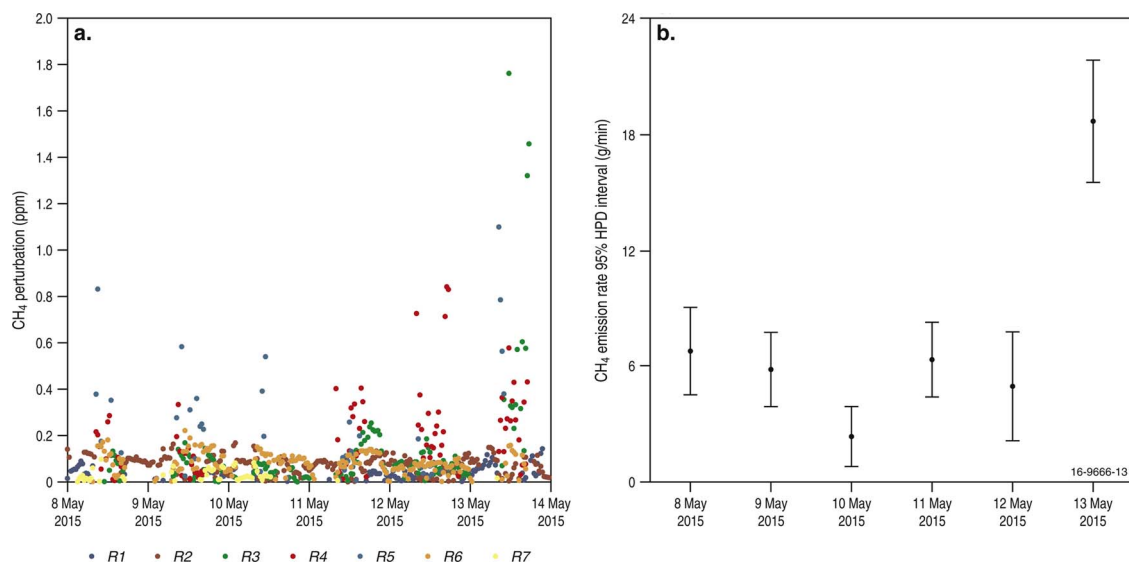 a.
CH4 perturbation (ppm)
2.0
1.8
1.6
1.4
1.2
1.0
0.8
0.6
0.4
0.2
0
8 May 2015
9 May 2015
10 May 2015
11 May 2015
12 May 2015
13 May 2015
14 May 2015
R1 R2 R3 R4 R5 R6 R7
b.
CH4 emission rate 95% HPD interval (g/min)
24
18
12
6
0
8 May 2015
9 May 2015
10 May 2015
11 May 2015
12 May 2015
13 May 2015
16-9666-13